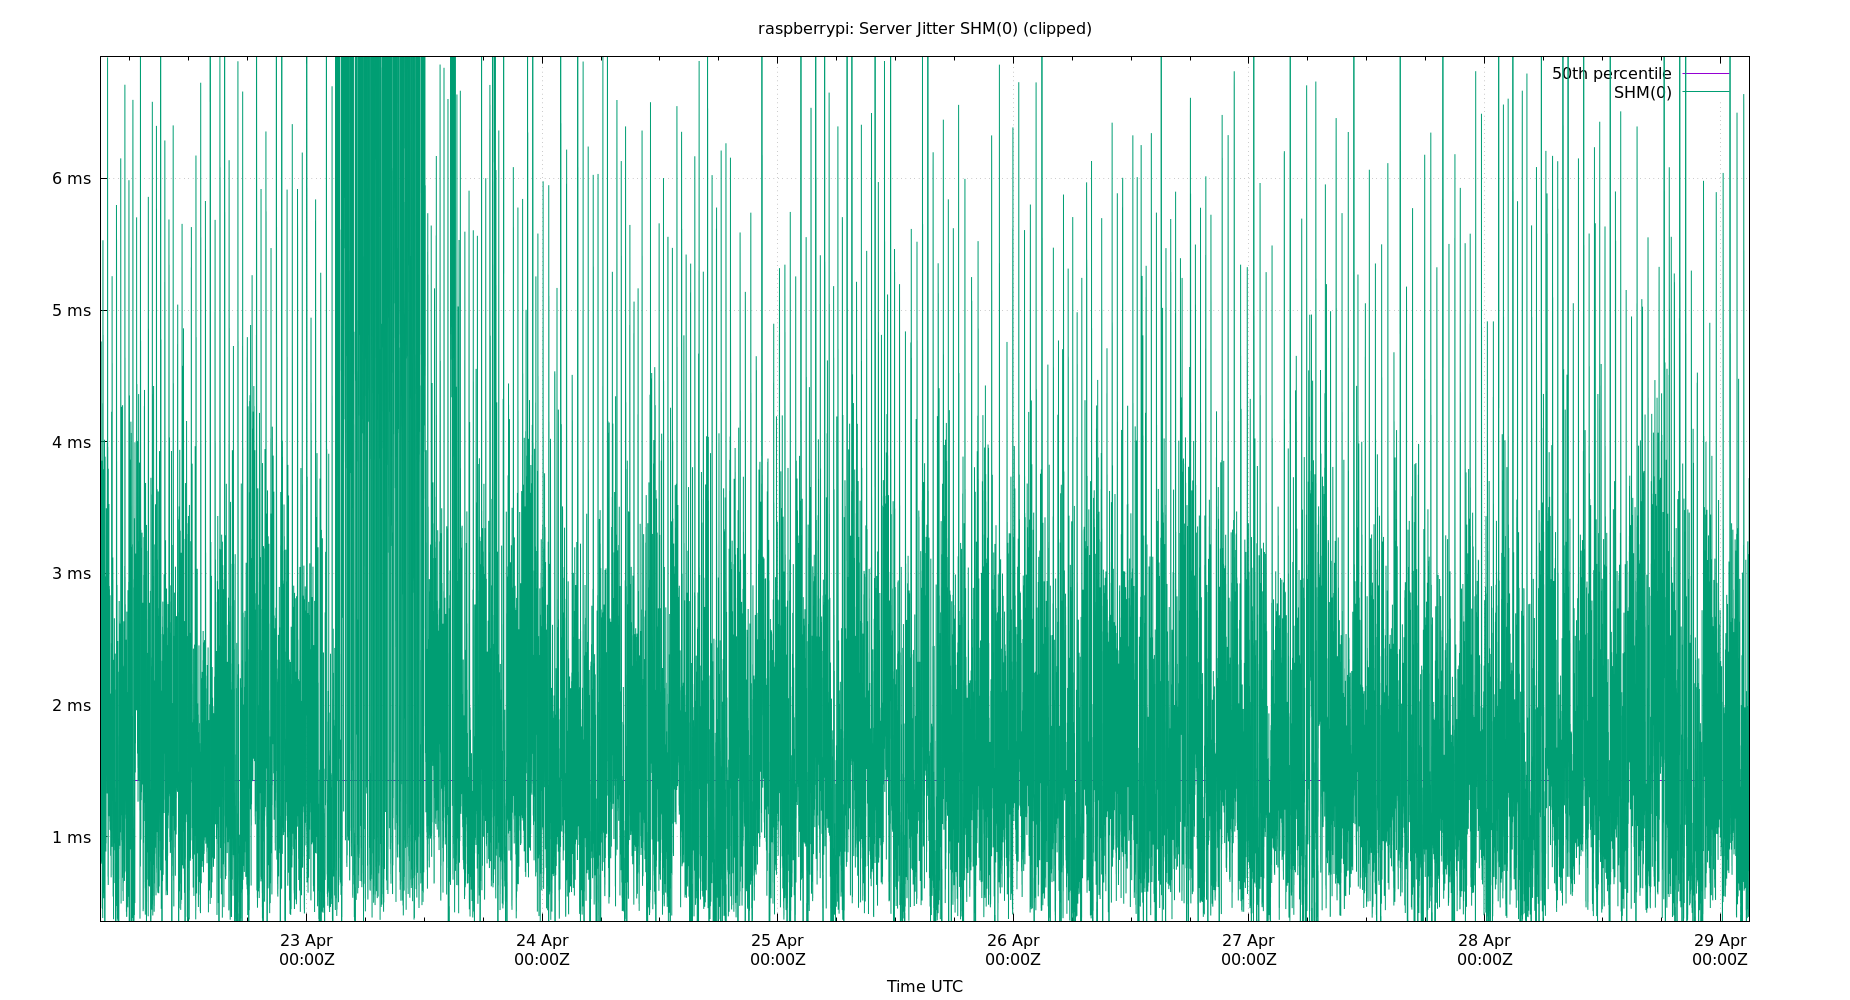 raspberrypi: Server Jitter SHM(0) (clipped)
50th percentile
SHM(0)
6 ms
5 ms
4 ms
3 ms
2 ms
1 ms
23 Apr 24 Apr 25 Apr 26 Apr 27 Apr 28 Apr 29 Apr
00:00Z 00:00Z 00:00Z 00:00Z 00:00Z 00:00Z 00:00Z
Time UTC